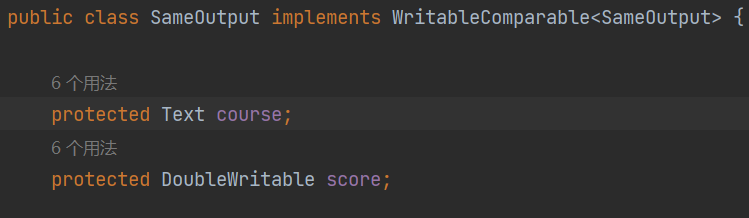 public class SameOutput implements WritableComparable<SameOutput> {
6 个用法
protected Text course;
6 个用法
protected DoubleWritable score;